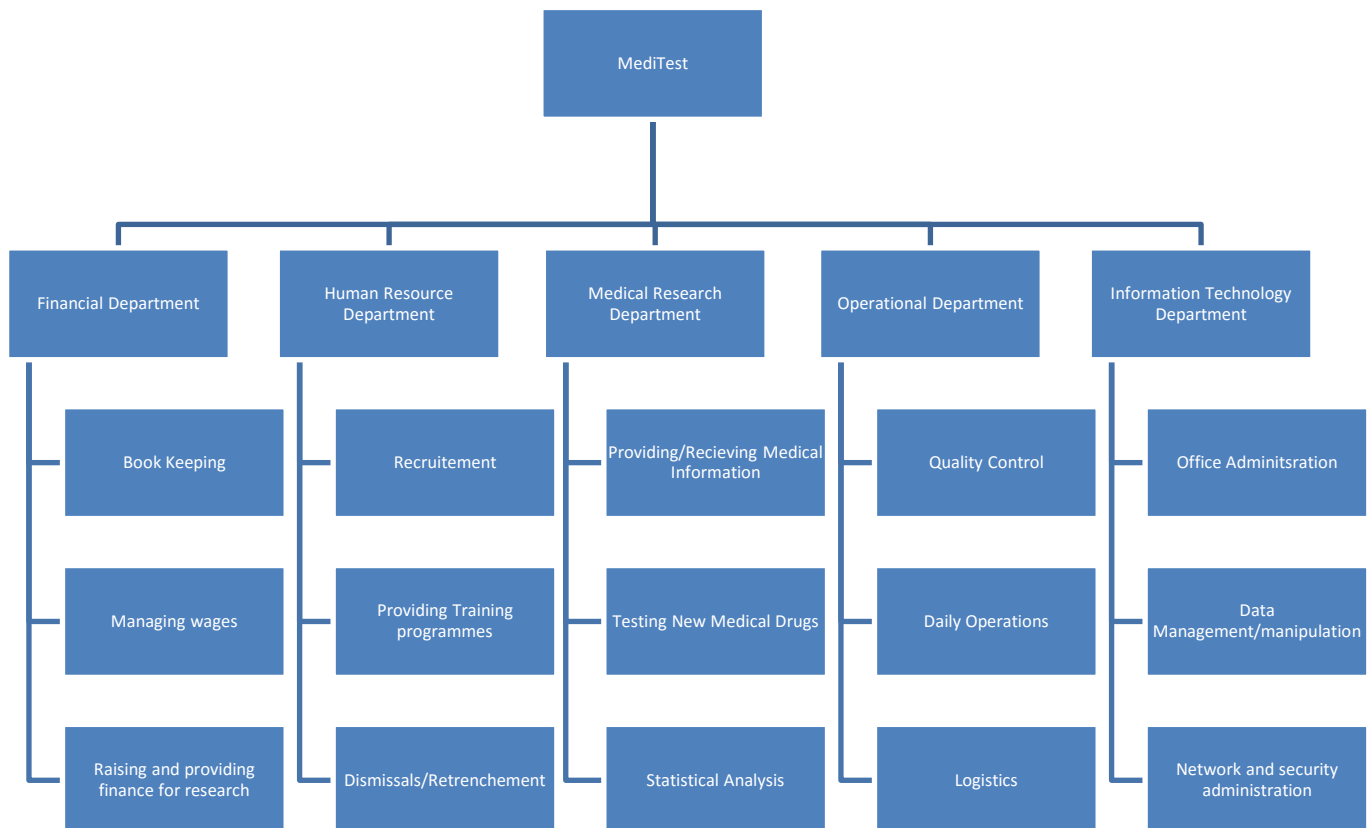 MediTest
Financial Department
Human Resource
Department
Medical Research
Department
Operational Department
Information Technology
Department
Book Keeping
Recruitement
Providing/Recieving Medical
Information
Quality Control
Office Adminitsration
Managing wages
Providing Training
programmes
Testing New Medical Drugs
Daily Operations
Data
Management/manipulation
Raising and providing
finance for research
Dismissals/Retrenchement
Statistical Analysis
Logistics
Network and security
administration